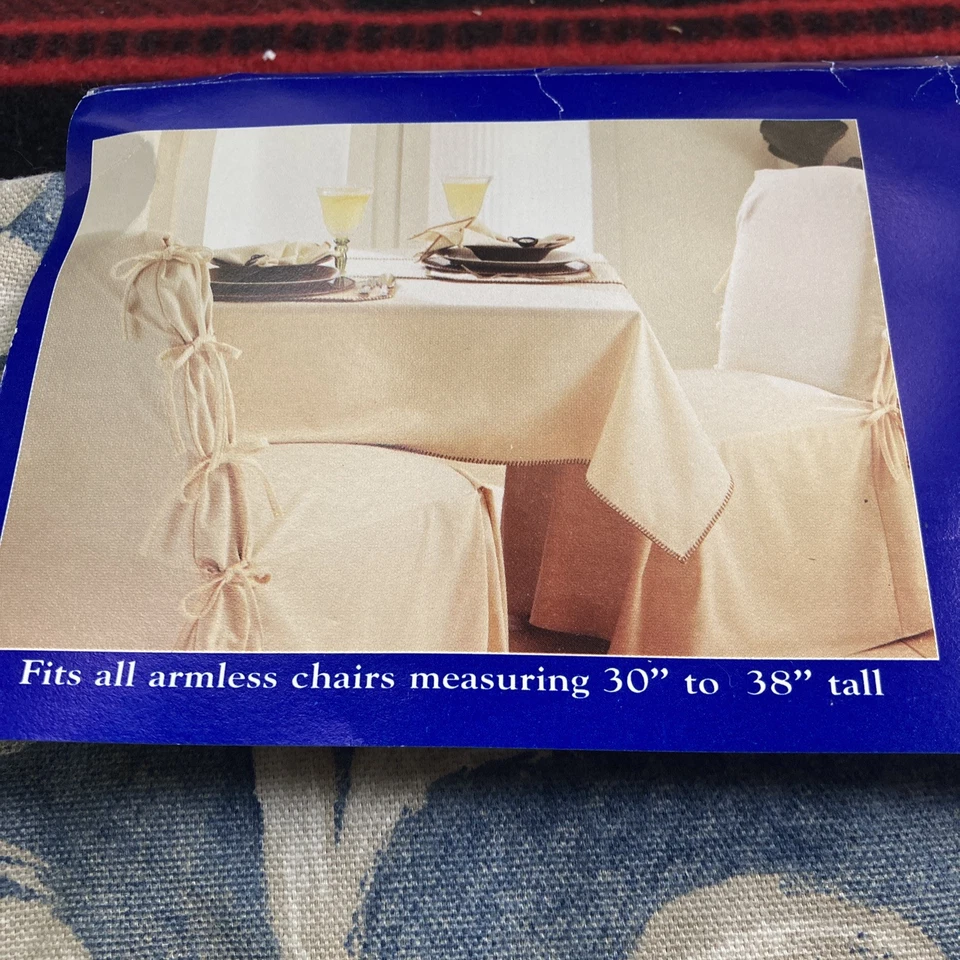 Fits all armless chairs measuring 30” to 38” tall